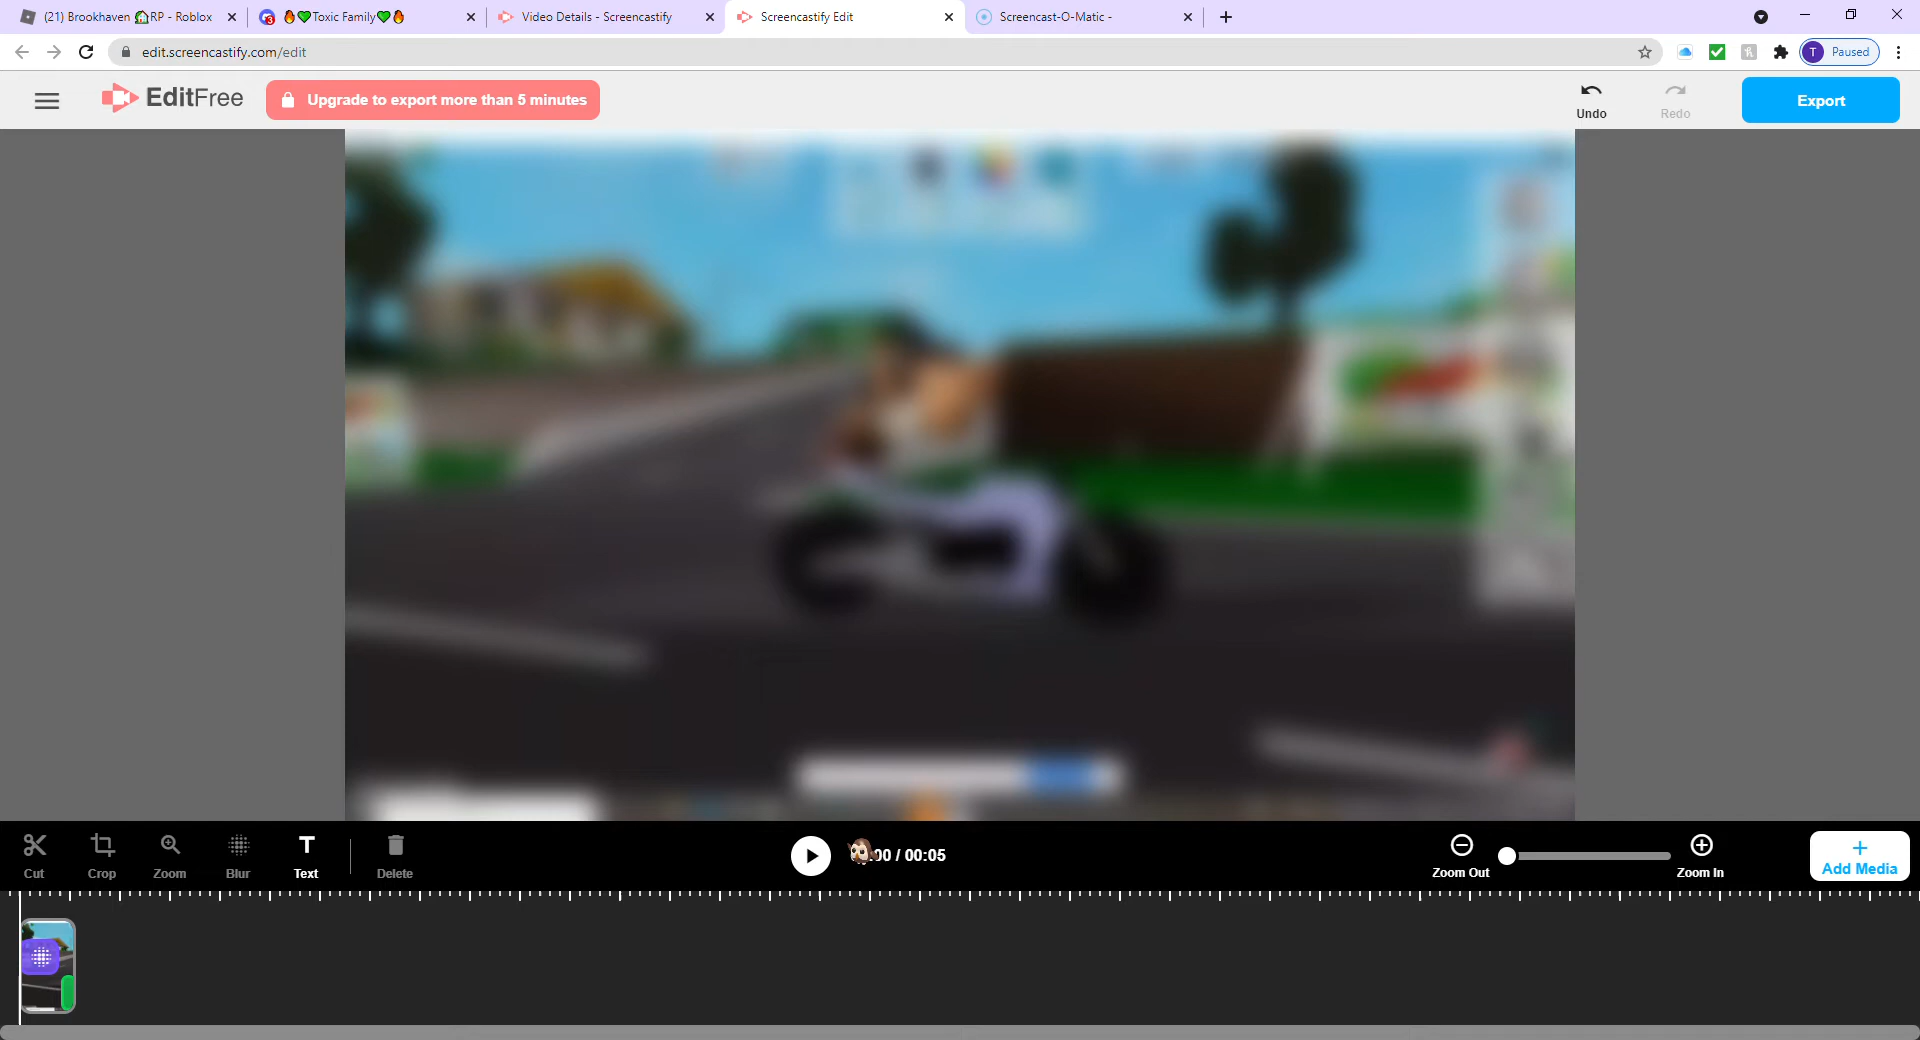 (21) Brookhaven 🏠RP - Roblox
3
🔥💚Toxic Family💚🔥
Video Details - Screencastify
Screencastify Edit
Screencast-O-Matic -
edit.screencastify.com/edit
T
Paused
EditFree
Upgrade to export more than 5 minutes
Undo
Redo
Export
Cut
Crop
Zoom
Blur
T
Text
Delete
:00 / 00:05
Zoom Out
Zoom In
Add Media